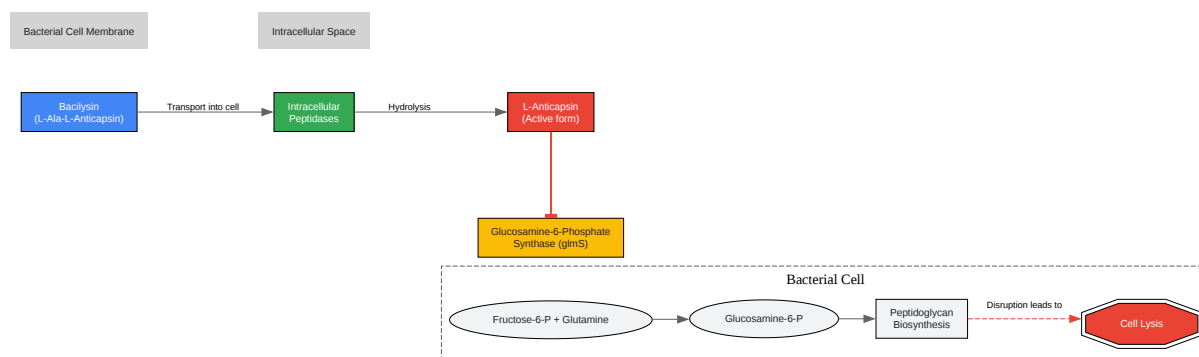 Bacterial Cell Membrane
Intracellular Space
Bacilysin
(L-Ala-L-Anticapsin)
Transport into cell
Intracellular
Peptidases
Hydrolysis
L-Anticapsin
(Active form)
Glucosamine-6-Phosphate
Synthase (glmS)
Bacterial Cell
Fructose-6-P + Glutamine
Glucosamine-6-P
Peptidoglycan
Biosynthesis
Disruption leads to
Cell Lysis